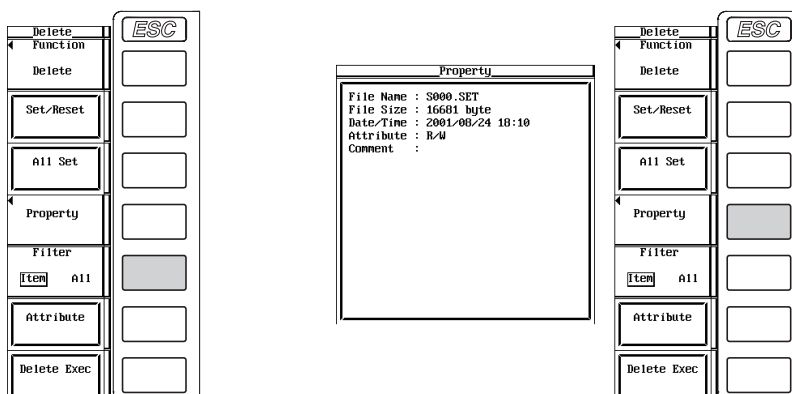 Delete
ESC
Function
Delete
Set/Reset
All Set
Property
Filter
Item All
Attribute
Delete Exec
Property
File Name : S000.SET
File Size : 16681 byte
Date/Time : 2001/08/24 18:10
Attribute : R/W
Comment :
Delete
ESC
Function
Delete
Set/Reset
All Set
Property
Filter
Item All
Attribute
Delete Exec